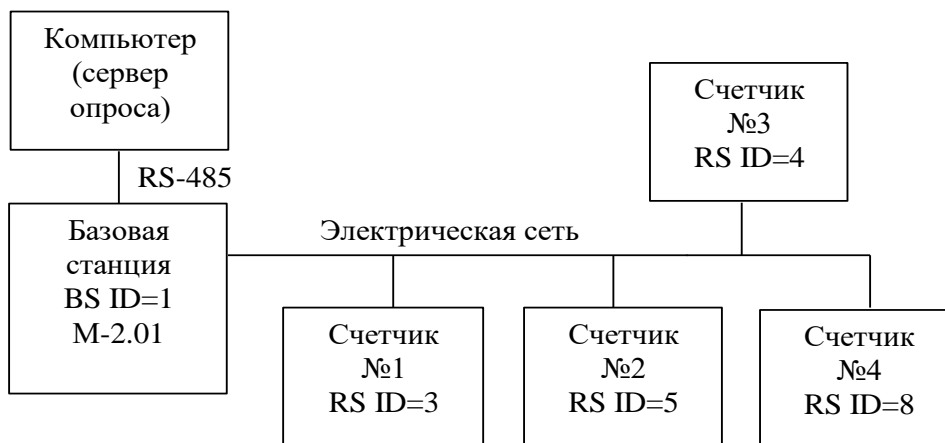 Компьютер
(сервер
опроса)
Счетчик
№3
RS ID=4
RS-485
Базовая
станция
BS ID=1
М-2.01
Электрическая сеть
Счетчик
№1
RS ID=3
Счетчик
№2
RS ID=5
Счетчик
№4
RS ID=8